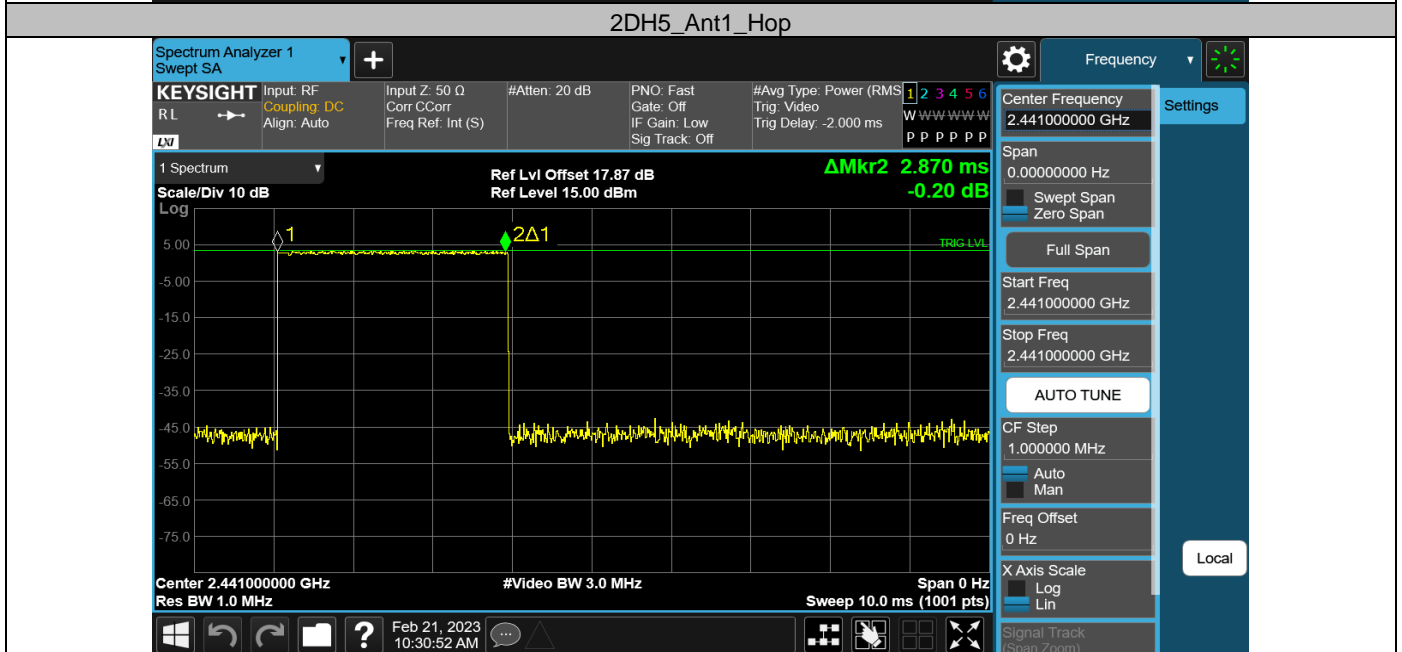 2DH5_Ant1_Hop
Spectrum Analyzer 1
Swept SA
+
Frequency
KEYSIGHT
RL
LXI
Input: RF
Coupling: DC
Align: Auto
Input Z: 50 Ω
Corr CCorr
Freq Ref: Int (S)
#Atten: 20 dB
PNO: Fast
Gate: Off
IF Gain: Low
Sig Track: Off
#Avg Type: Power (RMS
Trig: Video
Trig Delay: -2.000 ms
1 2 3 4 5 6
W W W W W W
P P P P P P
1 Spectrum
Scale/Div 10 dB
Log
Ref Lvl Offset 17.87 dB
Ref Level 15.00 dBm
ΔMkr2 2.870 ms
-0.20 dB
1
2Δ1
TRIG LVL
5.00
-5.00
-15.0
-25.0
-35.0
-45.0
-55.0
-65.0
-75.0
Center 2.441000000 GHz
Res BW 1.0 MHz
#Video BW 3.0 MHz
Span 0 Hz
Sweep 10.0 ms (1001 pts)
?
Feb 21, 2023
10:30:52 AM
Center Frequency
2.441000000 GHz
Settings
Span
0.00000000 Hz
Swept Span
Zero Span
Full Span
Start Freq
2.441000000 GHz
Stop Freq
2.441000000 GHz
AUTO TUNE
CF Step
1.000000 MHz
Auto
Man
Freq Offset
0 Hz
X Axis Scale
Log
Lin
Local
Signal Track
(Span Zoom)